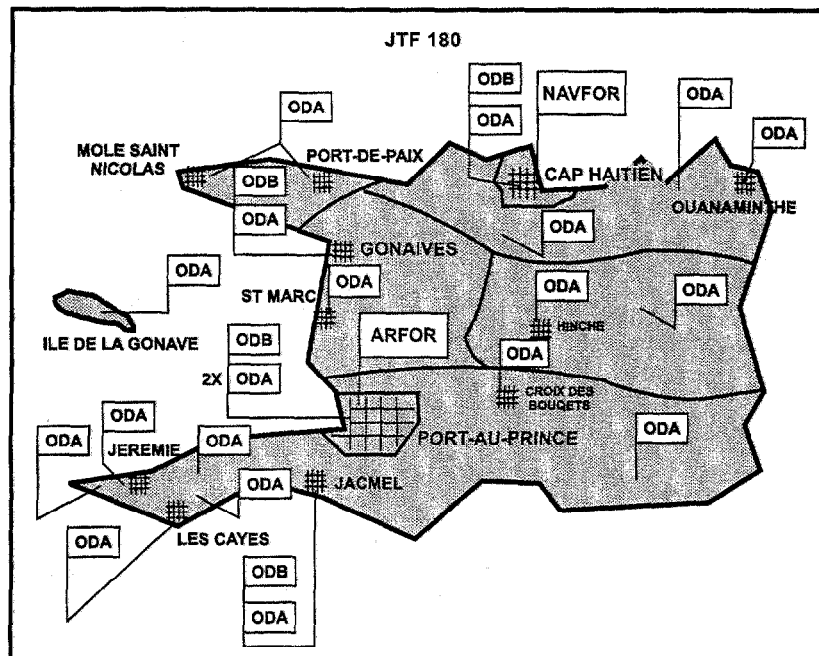 JTF 180
ODB
ODA
NAVFOR
ODA
ODA
ODA
MOLE SAINT
NICOLAS
PORT-DE-PAIX
CAP HAITIEN
OUANAMINTHE
ODB
ODA
GONAIVES
ODA
ODA
ST MARC
ODA
ODA
HINCHE
ODA
ILE DE LA GONAVE
ODB
2X ODA
ARFOR
ODA
CROIX DES
BOUQETS
PORT-AU-PRINCE
ODA
ODA
ODA
JEREMIE
ODA
ODA
JACMEL
LES CAYES
ODA
ODB
ODA